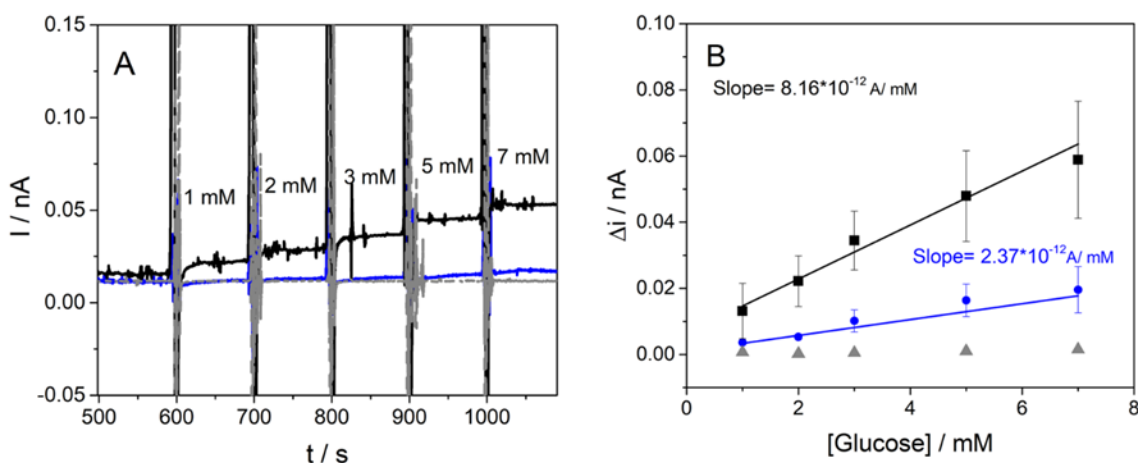 A
0.15
0.10
0.05
0.00
-0.05
I / nA
1 mM
2 mM
3 mM
5 mM
7 mM
500 600 700 800 900 1000
t / s
B
0.10
0.08
0.06
0.04
0.02
0.00
Δi / nA
Slope= 8.16*10⁻¹² A/ mM
Slope= 2.37*10⁻¹² A/ mM
0 2 4 6 8
[Glucose] / mM